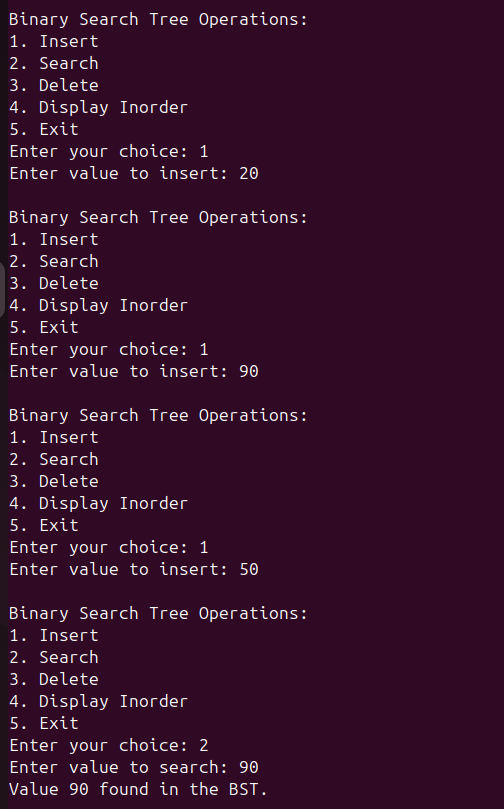 Binary Search Tree Operations:
1. Insert
2. Search
3. Delete
4. Display Inorder
5. Exit
Enter your choice: 1
Enter value to insert: 20

Binary Search Tree Operations:
1. Insert
2. Search
3. Delete
4. Display Inorder
5. Exit
Enter your choice: 1
Enter value to insert: 90

Binary Search Tree Operations:
1. Insert
2. Search
3. Delete
4. Display Inorder
5. Exit
Enter your choice: 1
Enter value to insert: 50

Binary Search Tree Operations:
1. Insert
2. Search
3. Delete
4. Display Inorder
5. Exit
Enter your choice: 2
Enter value to search: 90
Value 90 found in the BST.